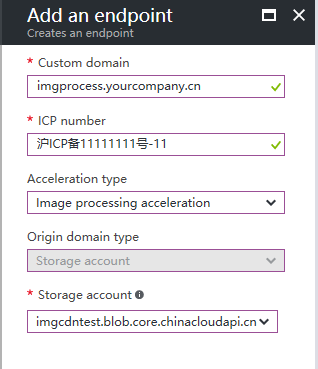 Add an endpoint
Creates an endpoint
* Custom domain
imgprocess.yourcompany.cn
* ICP number
沪ICP备11111111号-11
Acceleration type
Image processing acceleration
Origin domain type
Storage account
* Storage account
imgcdntest.blob.core.chinacloudapi.cn